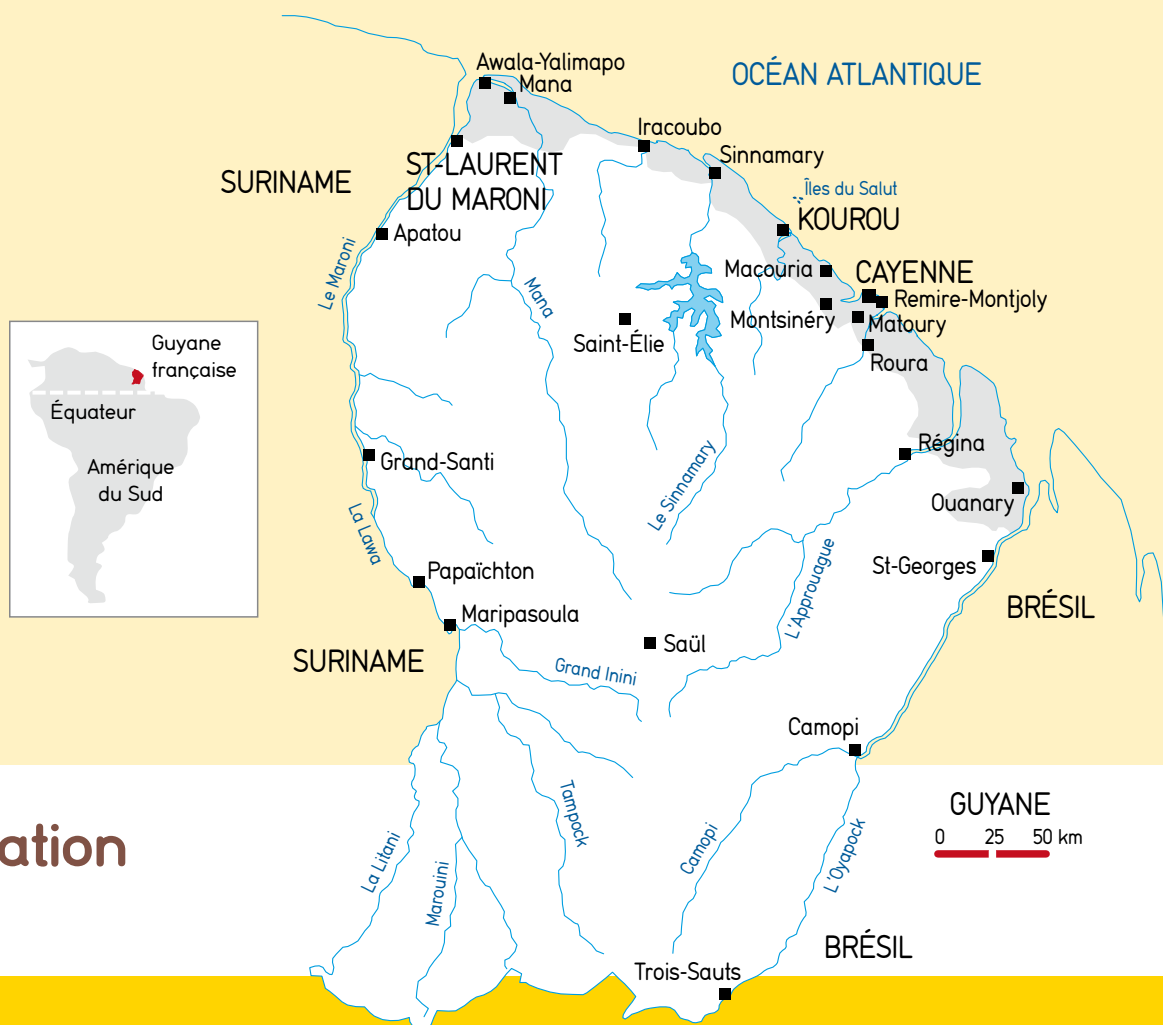 Awala-Yalimapo
Mana
OCÉAN ATLANTIQUE
Iracoubo
Sinnamary
ST-LAURENT
DU MARONI
SURINAME
Îles du Salut
KOUROU
Apatou
Le Maroni
Macouria
CAYENNE
Mana
Remire-Montjoly
Montsinéry
Matoury
Saint-Élie
Roura
Guyane
française
Équateur
Amérique
du Sud
Régina
Grand-Santi
Le Sinnamary
Ouanary
La Lawa
St-Georges
L'Approuague
Papaïchton
BRÉSIL
Maripasoula
Saül
SURINAME
Grand Inini
Camopi
GUYANE
0 25 50 km
ation
Tampock
Camopi
L'Oyapock
La Litani
Marouini
BRÉSIL
Trois-Sauts